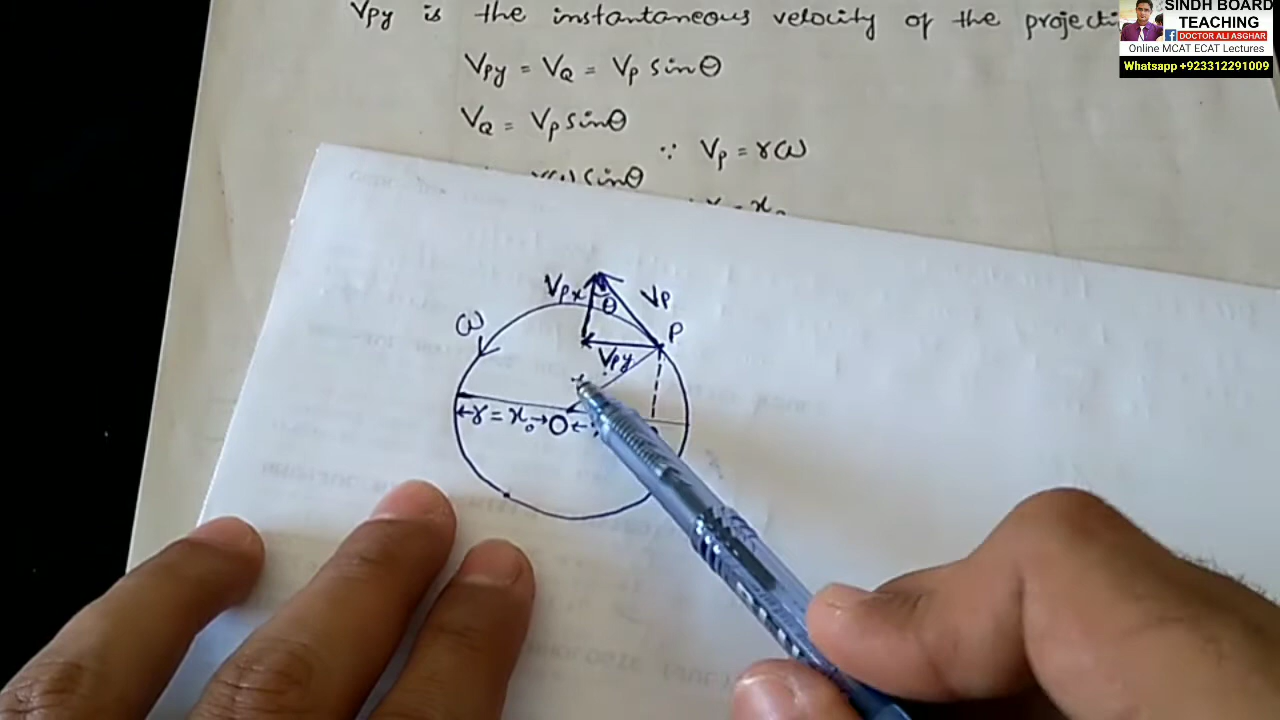 Vpy is the instantaneous velocity of the
Vpy = VQ = Vp sinθ
VQ = Vp sinθ
∵ Vp = rω
sinθ
Vpx
θ
Vp
P
ω
Vpy
←r = x₀→O←
SINDH BOARD
TEACHING
DOCTOR ALI ASGHAR
Online MCAT ECAT Lectures
Whatsapp +923312291009